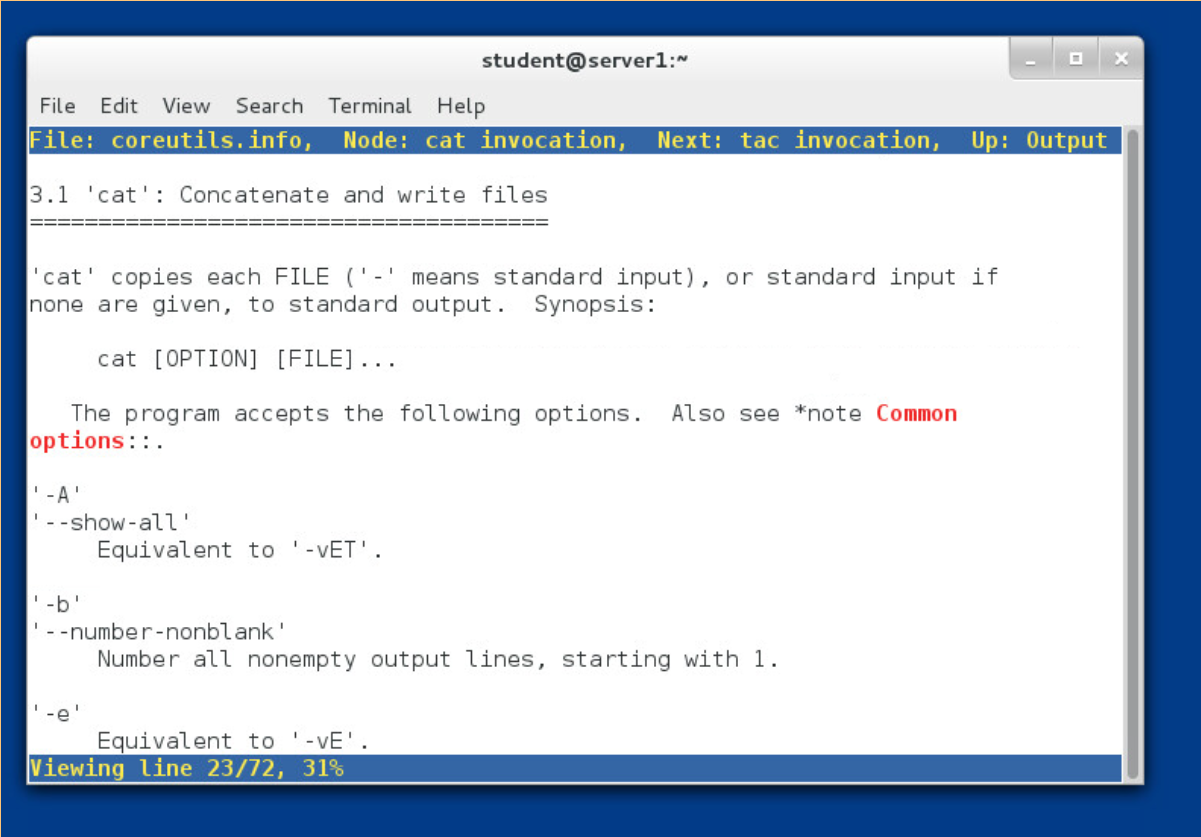 student@server1:~
File Edit View Search Terminal Help
File: coreutils.info,  Node: cat invocation,  Next: tac invocation,  Up: Output
3.1 'cat': Concatenate and write files
======================================
'cat' copies each FILE ('-' means standard input), or standard input if
none are given, to standard output.  Synopsis:
     cat [OPTION] [FILE]...
   The program accepts the following options.  Also see *note Common
options::.
'-A'
'--show-all'
     Equivalent to '-vET'.
'-b'
'--number-nonblank'
     Number all nonempty output lines, starting with 1.
'-e'
     Equivalent to '-vE'.
Viewing line 23/72, 31%